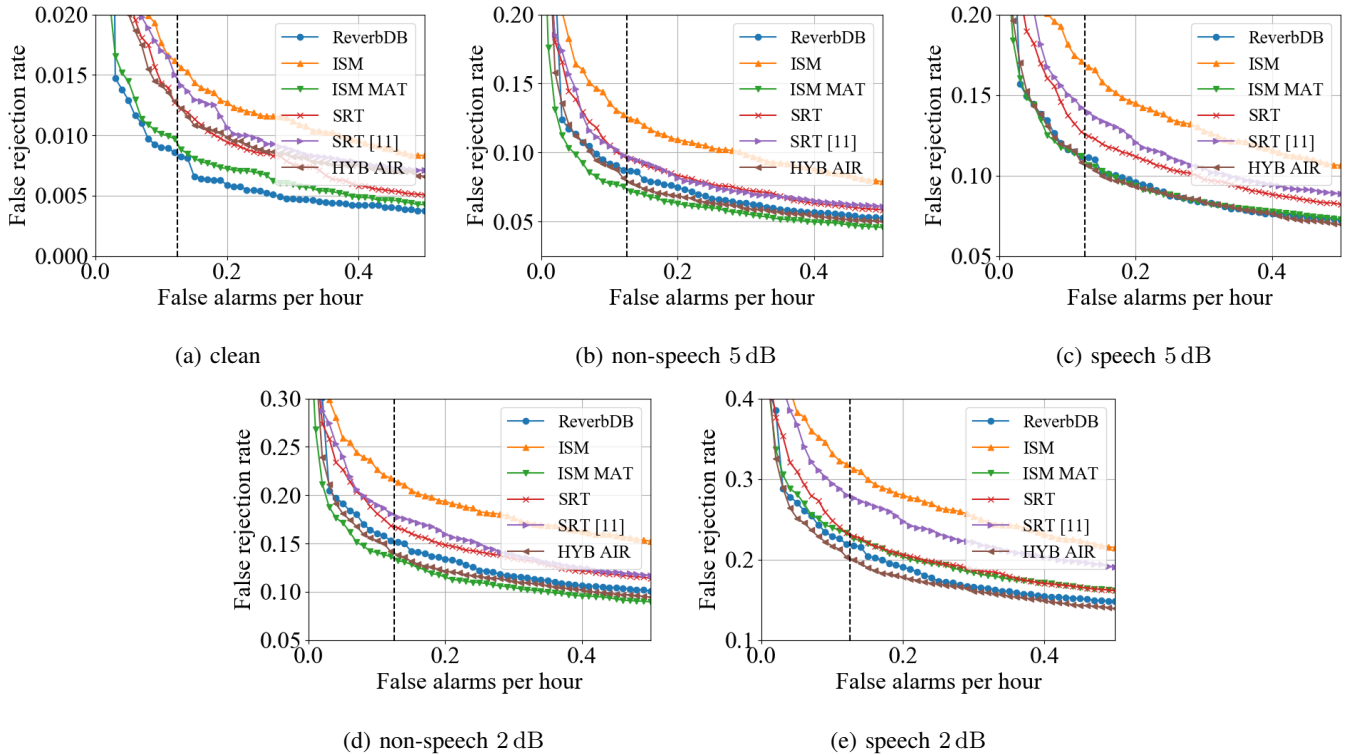 0.020
0.015
0.010
0.005
0.000
0.0
0.2
0.4
False rejection rate
False alarms per hour
ReverbDB
ISM
ISM MAT
SRT
SRT [11]
HYB AIR
(a) clean
0.20
0.15
0.10
0.05
0.0
0.2
0.4
False rejection rate
False alarms per hour
ReverbDB
ISM
ISM MAT
SRT
SRT [11]
HYB AIR
(b) non-speech 5 dB
0.20
0.15
0.10
0.05
0.0
0.2
0.4
False rejection rate
False alarms per hour
ReverbDB
ISM
ISM MAT
SRT
SRT [11]
HYB AIR
(c) speech 5 dB
0.30
0.25
0.20
0.15
0.10
0.05
0.0
0.2
0.4
False rejection rate
False alarms per hour
ReverbDB
ISM
ISM MAT
SRT
SRT [11]
HYB AIR
(d) non-speech 2 dB
0.4
0.3
0.2
0.1
0.0
0.2
0.4
False rejection rate
False alarms per hour
ReverbDB
ISM
ISM MAT
SRT
SRT [11]
HYB AIR
(e) speech 2 dB